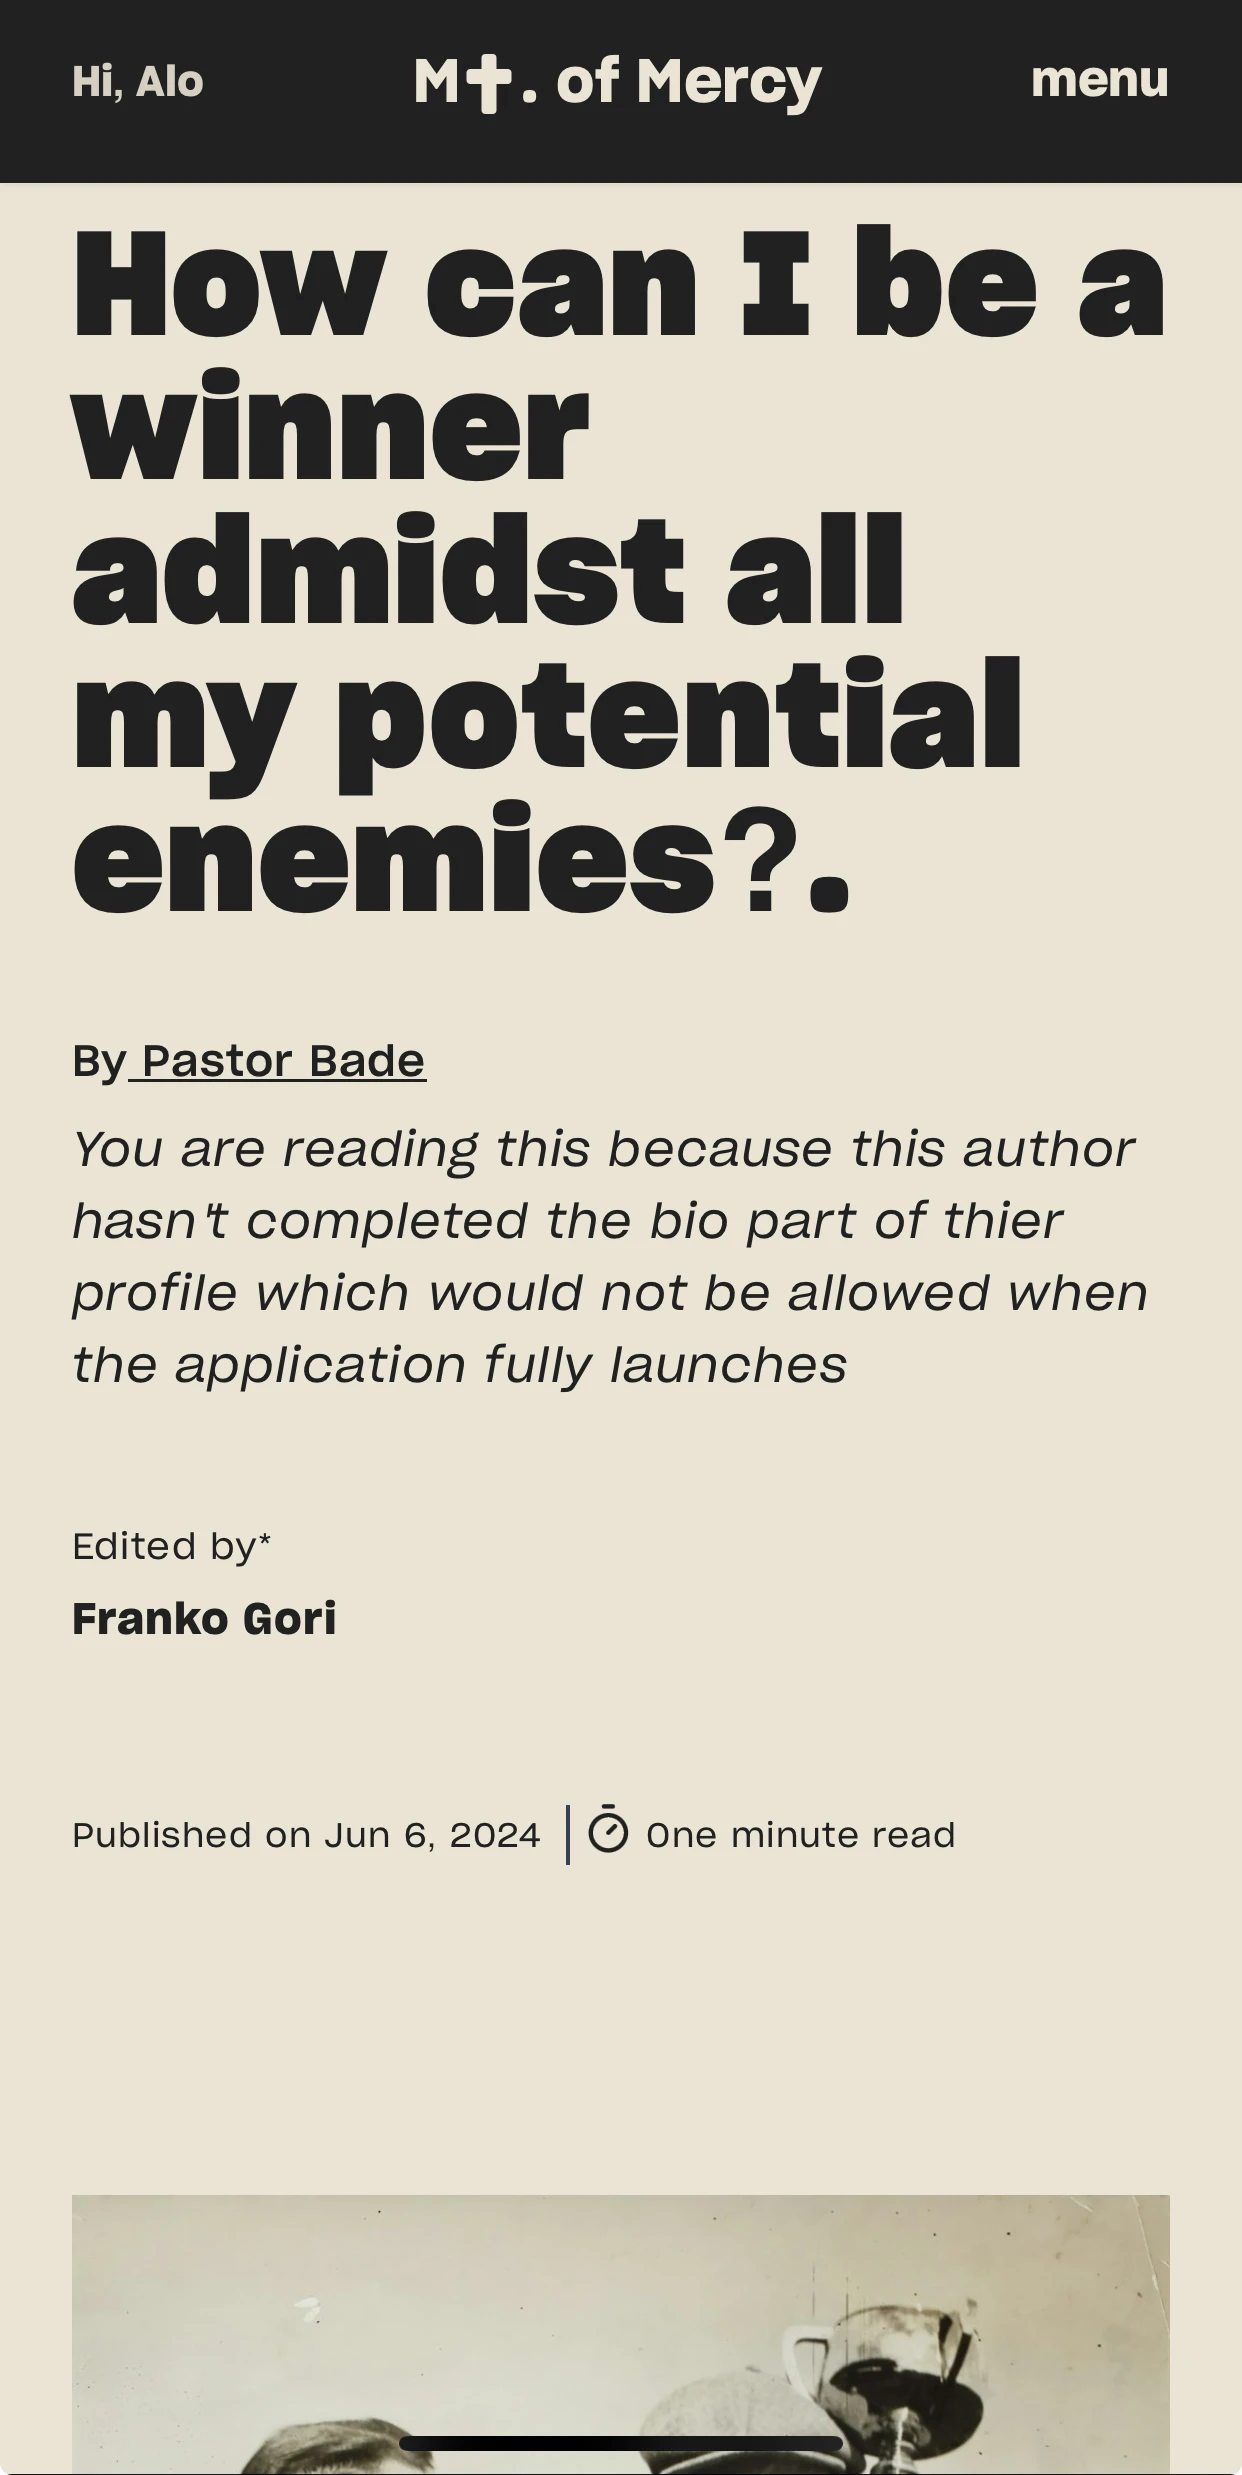 Hi, Alo
M✝. of Mercy
menu
How can I be a
winner
admidst all
my potential
enemies?.
By Pastor Bade
You are reading this because this author
hasn't completed the bio part of thier
profile which would not be allowed when
the application fully launches
Edited by*
Franko Gori
Published on Jun 6, 2024
One minute read